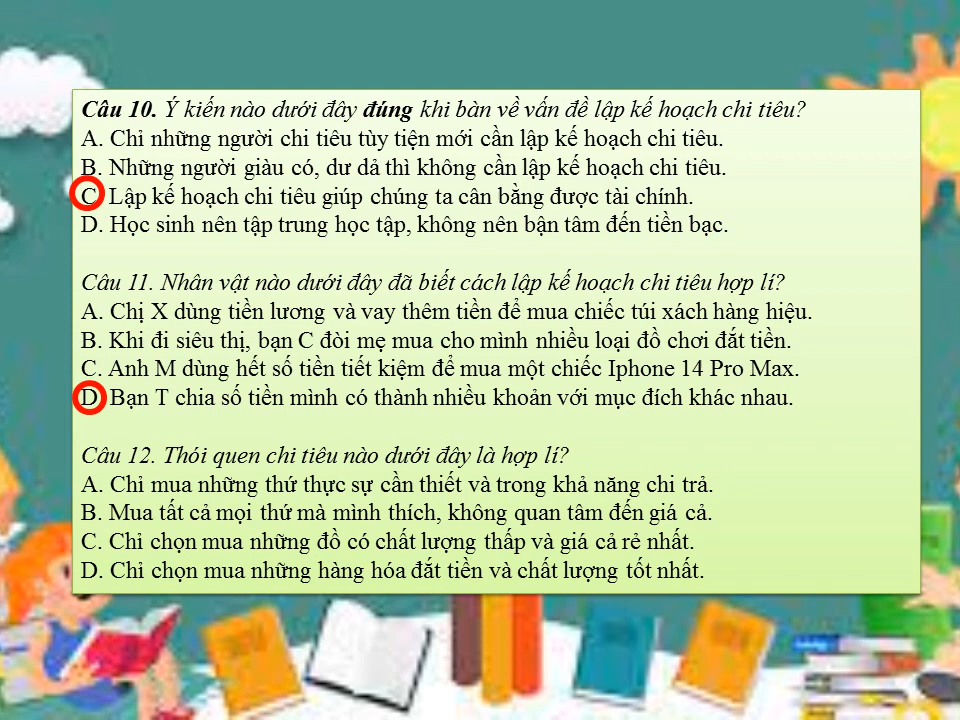 Câu 10. Ý kiến nào dưới đây đúng khi bàn về vấn đề lập kế hoạch chi tiêu?
A. Chỉ những người chi tiêu tùy tiện mới cần lập kế hoạch chi tiêu.
B. Những người giàu có, dư dả thì không cần lập kế hoạch chi tiêu.
C. Lập kế hoạch chi tiêu giúp chúng ta cân bằng được tài chính.
D. Học sinh nên tập trung học tập, không nên bận tâm đến tiền bạc.
Câu 11. Nhân vật nào dưới đây đã biết cách lập kế hoạch chi tiêu hợp lí?
A. Chị X dùng tiền lương và vay thêm tiền để mua chiếc túi xách hàng hiệu.
B. Khi đi siêu thị, bạn C đòi mẹ mua cho mình nhiều loại đồ chơi đắt tiền.
C. Anh M dùng hết số tiền tiết kiệm để mua một chiếc Iphone 14 Pro Max.
D. Bạn T chia số tiền mình có thành nhiều khoản với mục đích khác nhau.
Câu 12. Thói quen chi tiêu nào dưới đây là hợp lí?
A. Chỉ mua những thứ thực sự cần thiết và trong khả năng chi trả.
B. Mua tất cả mọi thứ mà mình thích, không quan tâm đến giá cả.
C. Chỉ chọn mua những đồ có chất lượng thấp và giá cả rẻ nhất.
D. Chỉ chọn mua những hàng hóa đắt tiền và chất lượng tốt nhất.